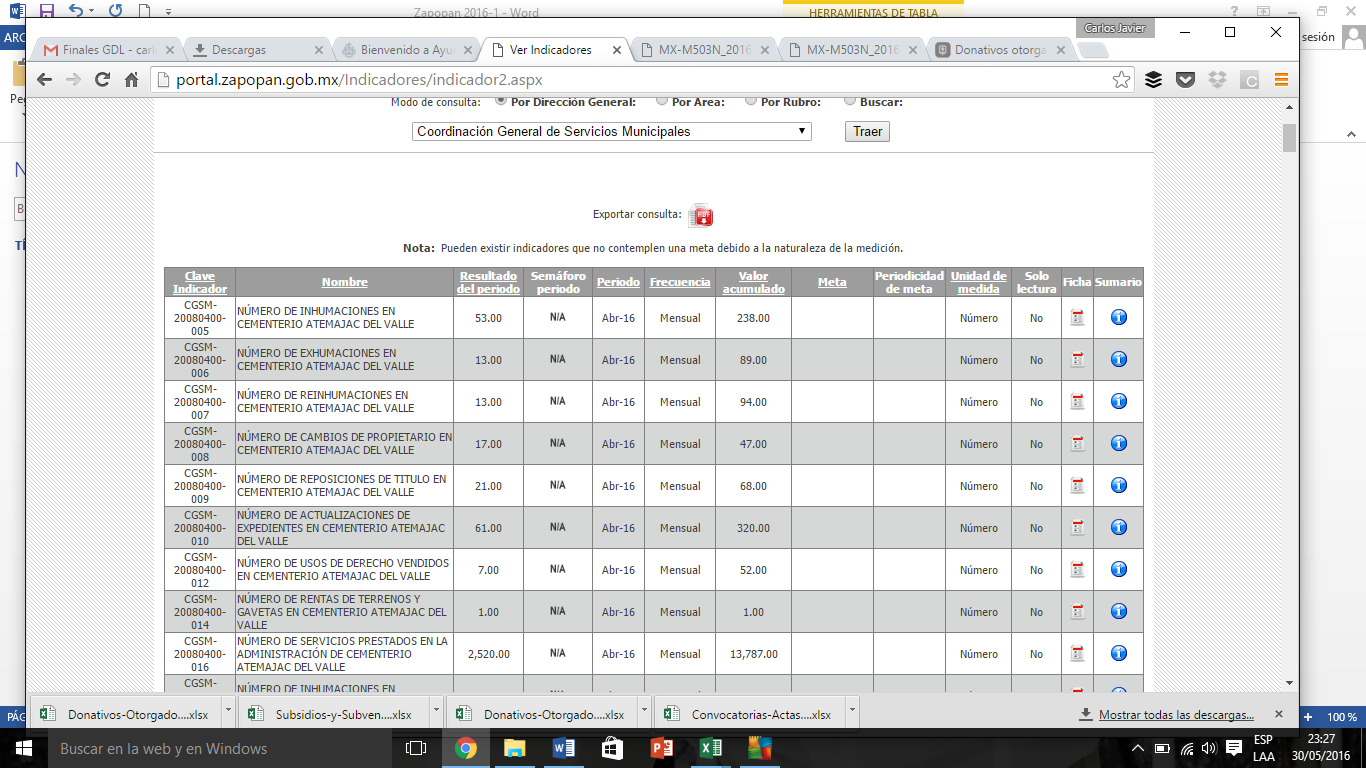 Zapopan 2016-1 - Word
HERRAMIENTAS DE TABLA
Carlos Javier
ARC
sesión
Finales GDL - car
Descargas
Bienvenido a Ayu
Ver Indicadores
MX-M503N_2016
MX-M503N_2016
Donativos otorga
portal.zapopan.gob.mx/Indicadores/indicador2.aspx
Modo de consulta: Por Dirección General: Por Area: Por Rubro: Buscar:
Coordinación General de Servicios Municipales Traer
Exportar consulta:
Nota: Pueden existir indicadores que no contemplen una meta debido a la naturaleza de la medición.
Clave Indicador Nombre Resultado del periodo Semáforo periodo Periodo Frecuencia Valor acumulado Meta Periodicidad de meta Unidad de medida Solo lectura Ficha Sumario
CGSM-20080400-005 NÚMERO DE INHUMACIONES EN CEMENTERIO ATEMAJAC DEL VALLE 53.00 N/A Abr-16 Mensual 238.00 Número No
CGSM-20080400-006 NÚMERO DE EXHUMACIONES EN CEMENTERIO ATEMAJAC DEL VALLE 13.00 N/A Abr-16 Mensual 89.00 Número No
CGSM-20080400-007 NÚMERO DE REINHUMACIONES EN CEMENTERIO ATEMAJAC DEL VALLE 13.00 N/A Abr-16 Mensual 94.00 Número No
CGSM-20080400-008 NÚMERO DE CAMBIOS DE PROPIETARIO EN CEMENTERIO ATEMAJAC DEL VALLE 17.00 N/A Abr-16 Mensual 47.00 Número No
CGSM-20080400-009 NÚMERO DE REPOSICIONES DE TITULO EN CEMENTERIO ATEMAJAC DEL VALLE 21.00 N/A Abr-16 Mensual 68.00 Número No
CGSM-20080400-010 NÚMERO DE ACTUALIZACIONES DE EXPEDIENTES EN CEMENTERIO ATEMAJAC DEL VALLE 61.00 N/A Abr-16 Mensual 320.00 Número No
CGSM-20080400-012 NÚMERO DE USOS DE DERECHO VENDIDOS EN CEMENTERIO ATEMAJAC DEL VALLE 7.00 N/A Abr-16 Mensual 52.00 Número No
CGSM-20080400-014 NÚMERO DE RENTAS DE TERRENOS Y GAVETAS EN CEMENTERIO ATEMAJAC DEL VALLE 1.00 N/A Abr-16 Mensual 1.00 Número No
CGSM-20080400-016 NÚMERO DE SERVICIOS PRESTADOS EN LA ADMINISTRACIÓN DE CEMENTERIO ATEMAJAC DEL VALLE 2,520.00 N/A Abr-16 Mensual 13,787.00 Número No
CGSM- NÚMERO DE INHUMACIONES EN
PÁG
Donativos-Otorgado....xlsx
Subsidios-y-Subven....xlsx
Donativos-Otorgado....xlsx
Convocatorias-Actas....xlsx
Mostrar todas las descargas...
100 %
Buscar en la web y en Windows
ESP
LAA
23:27
30/05/2016